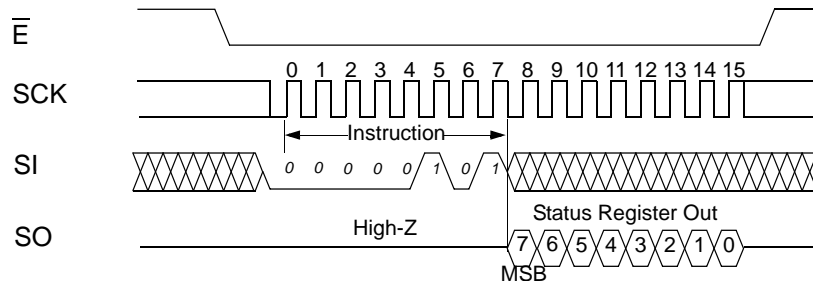 E
SCK
0 1 2 3 4 5 6 7 8 9 10 11 12 13 14 15
Instruction
SI
0 0 0 0 0 1 0 1
SO
High-Z
Status Register Out
7 6 5 4 3 2 1 0
MSB